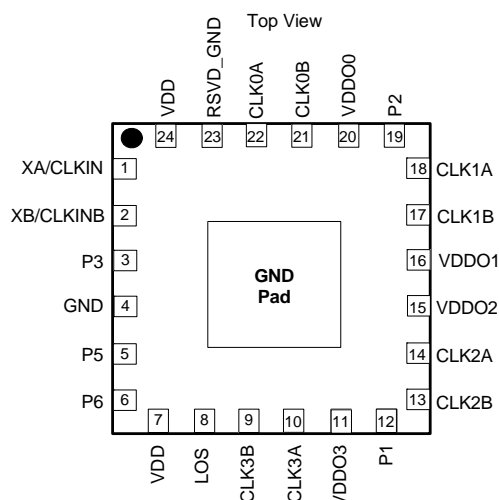 Top View
VDD
RSVD_GND
CLK0A
CLK0B
VDDO0
P2
24
23
22
21
20
19
XA/CLKIN
1
XB/CLKINB
2
P3
3
GND
4
P5
5
P6
6
GND
Pad
18
CLK1A
17
CLK1B
16
VDDO1
15
VDDO2
14
CLK2A
13
CLK2B
7
8
9
10
11
12
VDD
LOS
CLK3B
CLK3A
VDDO3
P1